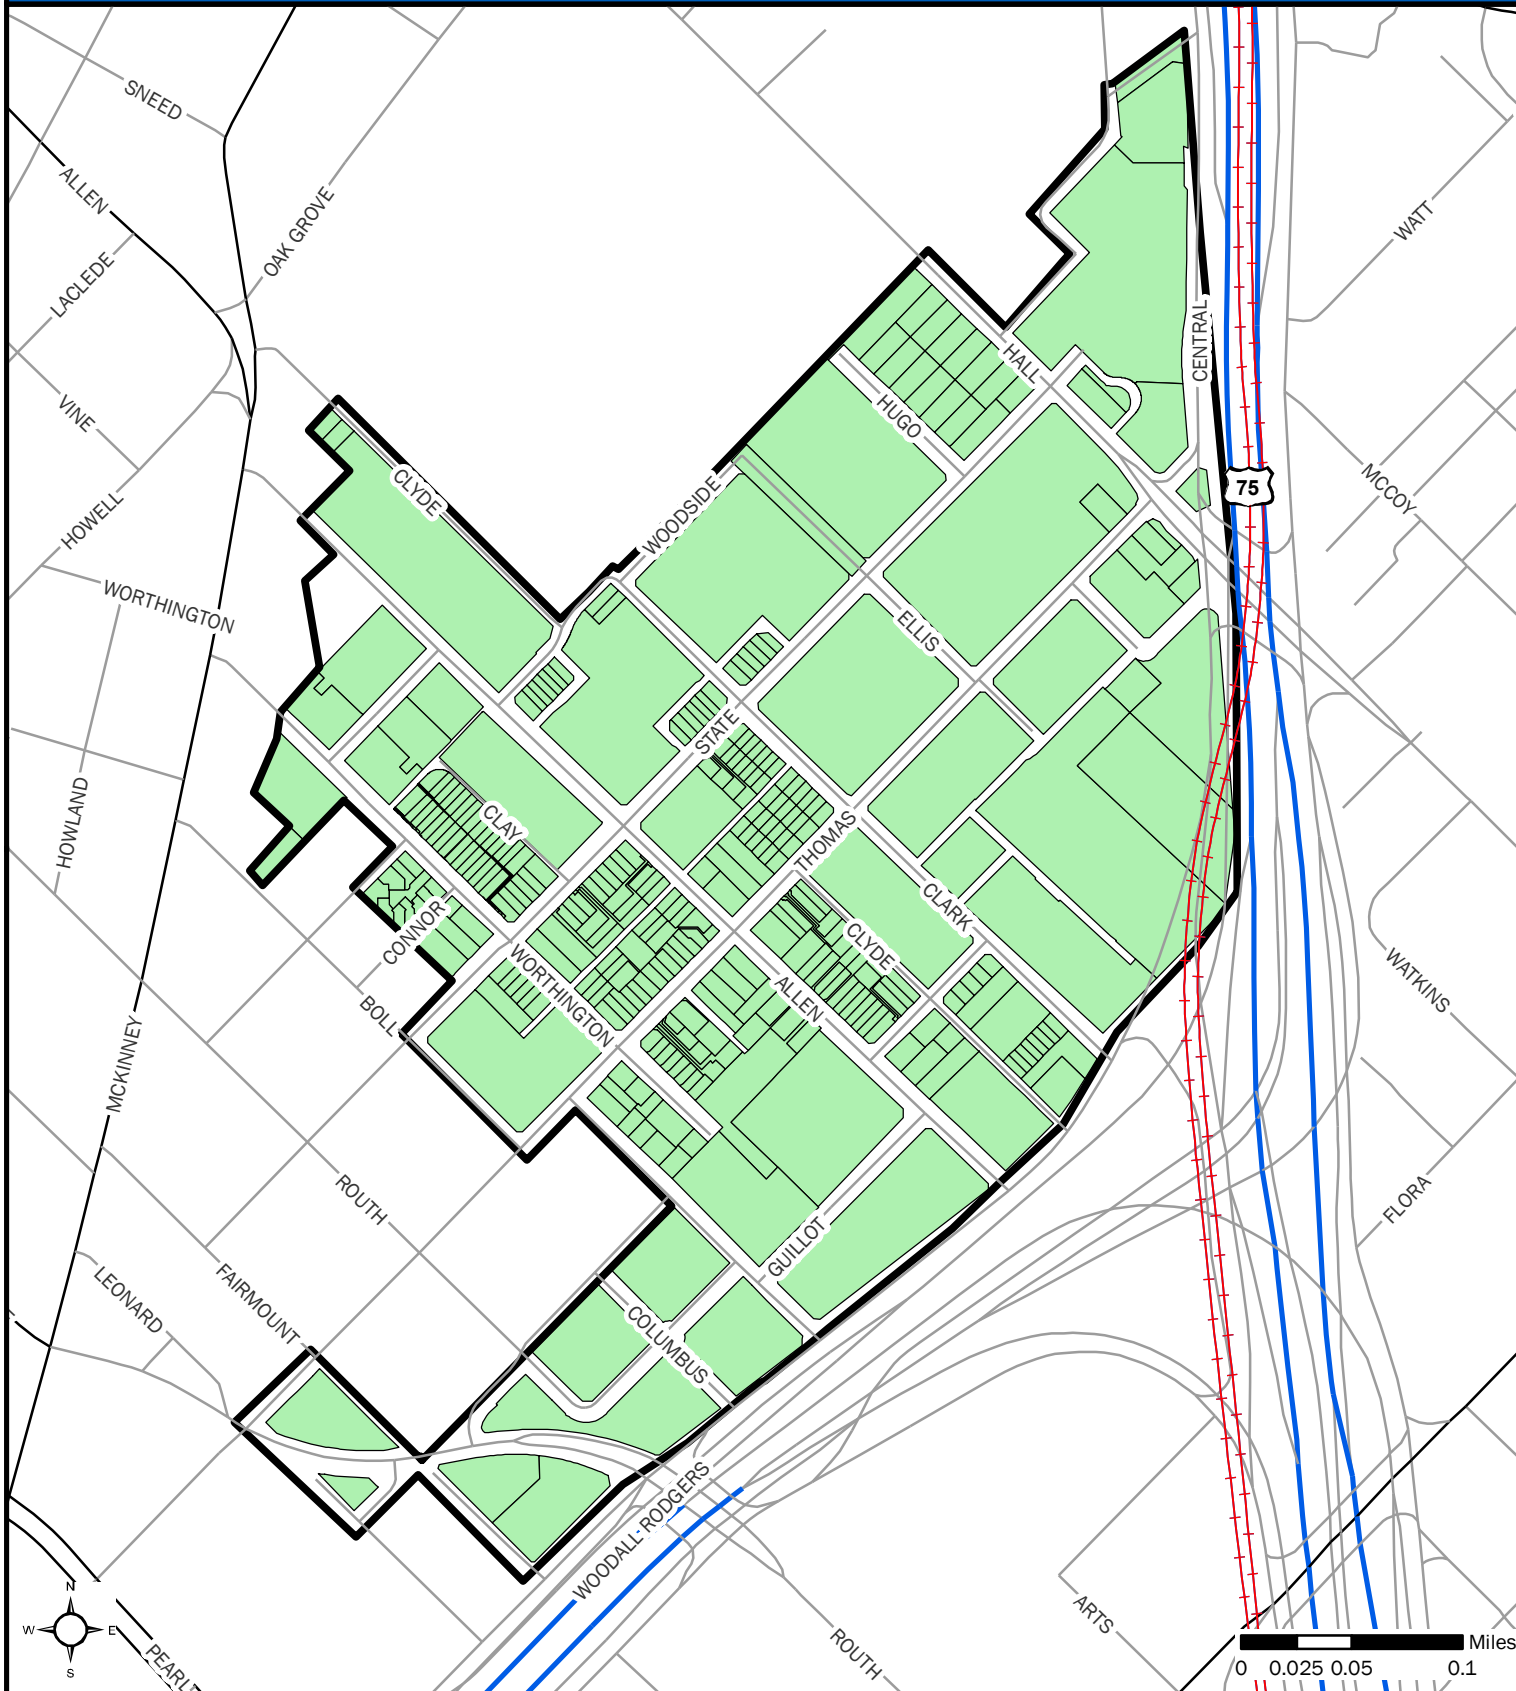 SNEED
ALLEN
OAK GROVE
LACLEDE
WATT
CENTRAL
HALL
VINE
HUGO
CLYDE
75
MCCOY
HOWELL
WOODSIDE
WORTHINGTON
ELLIS
STATE
HOWLAND
CLAY
THOMAS
CLARK
CONNOR
CLYDE
WATKINS
WORTHINGTON
ALLEN
BOLL
MCKINNEY
ROUTH
FLORA
GUILLOT
FAIRMOUNT
LEONARD
COLUMBUS
WOODALL RODGERS
N
W
E
S
ARTS
ROUTH
PEARL
Miles
0 0.025 0.05 0.1